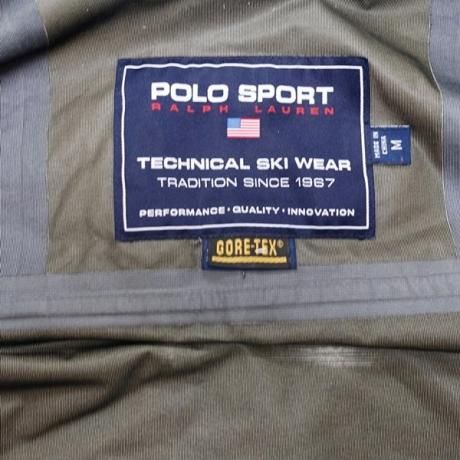 POLO SPORT
RALPH LAUREN
TECHNICAL SKI WEAR
TRADITION SINCE 1967
PERFORMANCE · QUALITY · INNOVATION
MADE IN
CHINA
M
GORE-TEX®